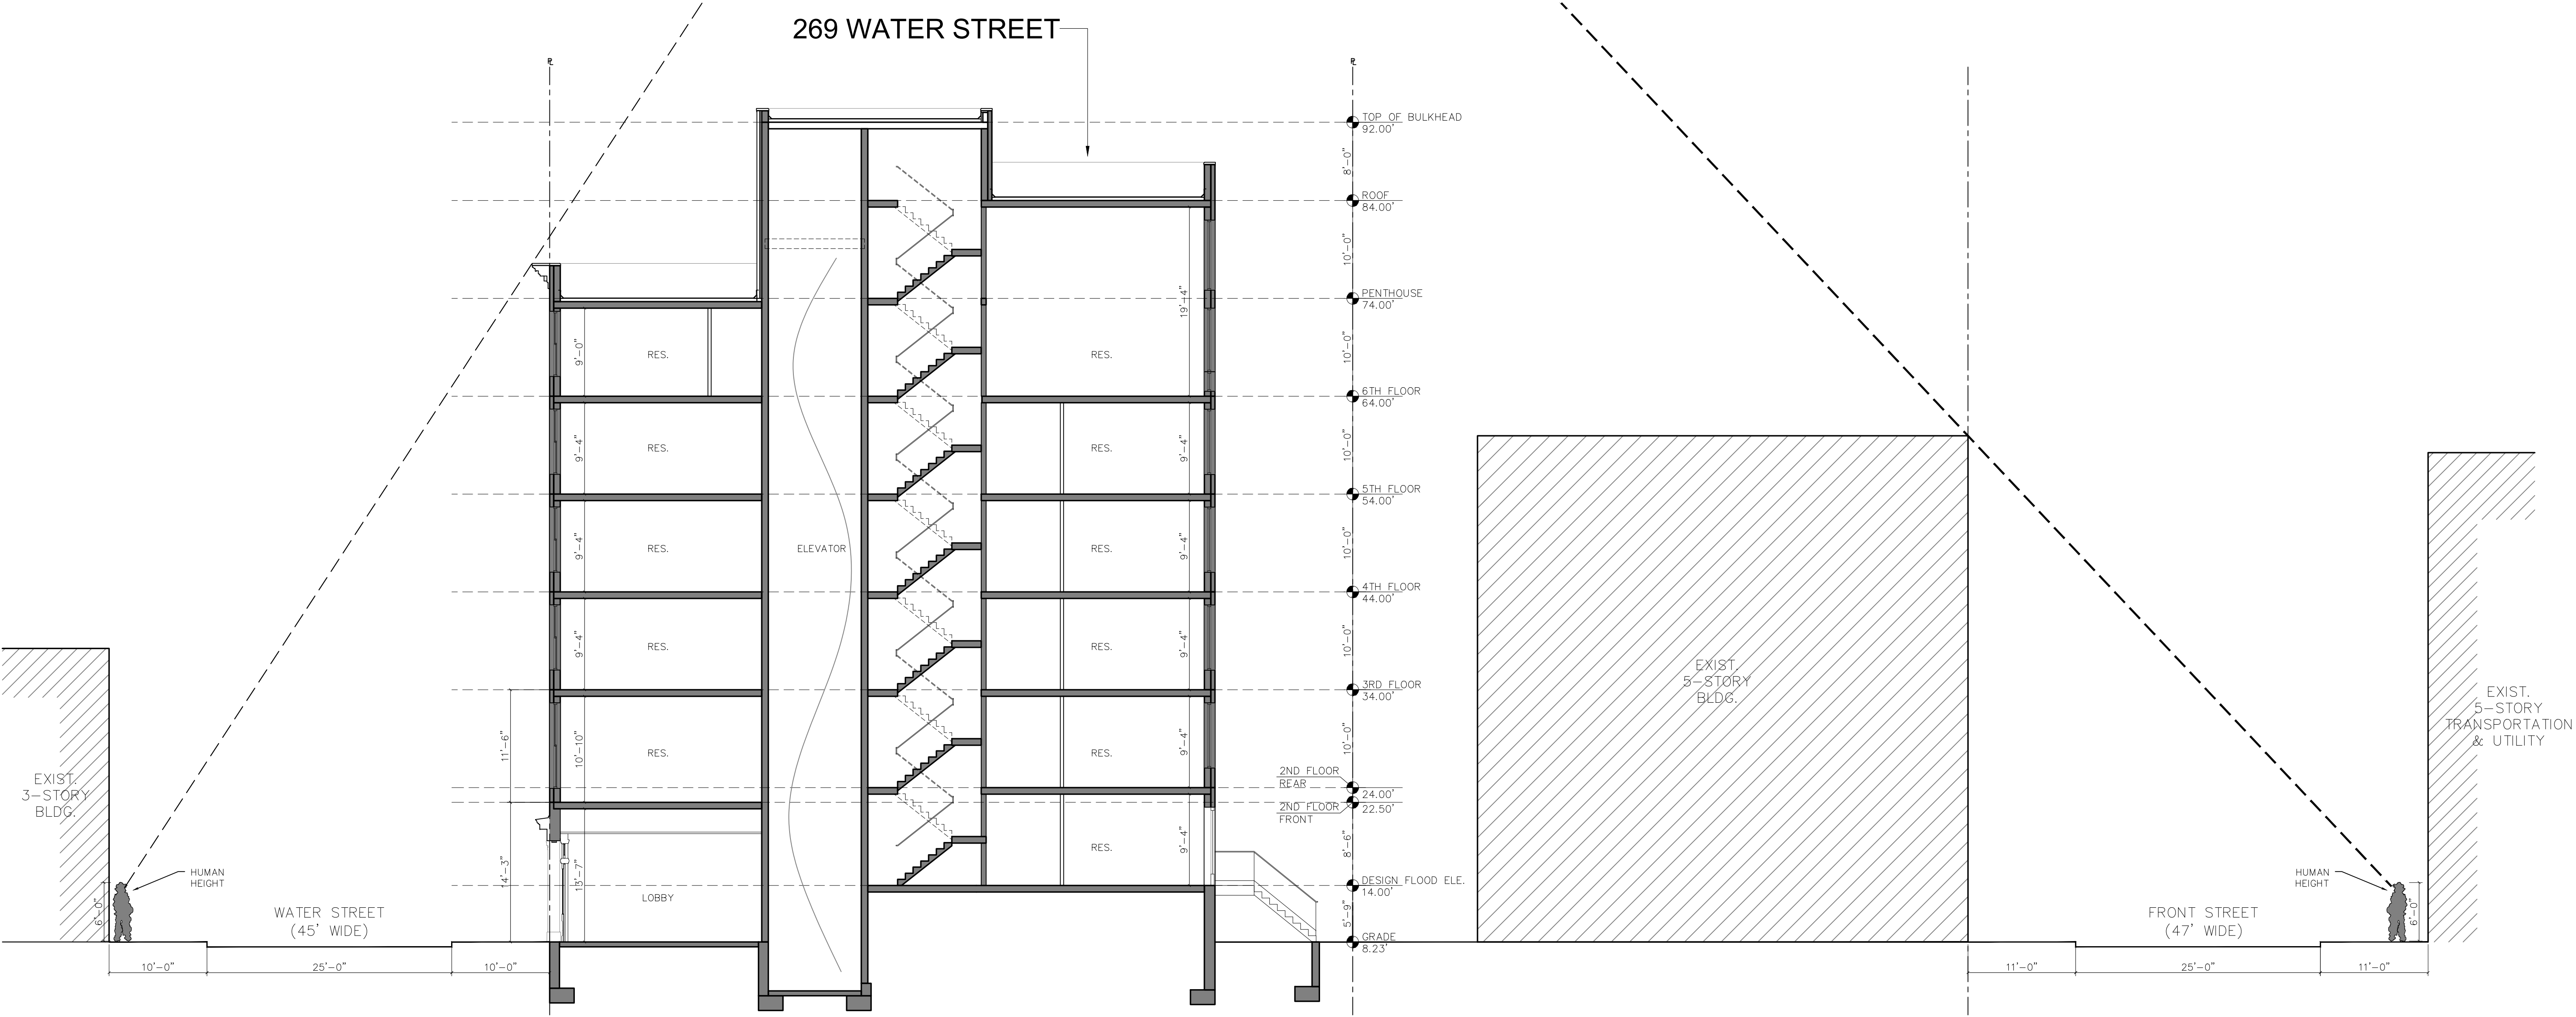 269 WATER STREET
℄
℄
TOP OF BULKHEAD
92.00'
8'-0"
ROOF
84.00'
10'-0"
PENTHOUSE
74.00'
10'-0"
6TH FLOOR
64.00'
10'-0"
5TH FLOOR
54.00'
10'-0"
4TH FLOOR
44.00'
10'-0"
3RD FLOOR
34.00'
10'-0"
2ND FLOOR
REAR
24.00'
2ND FLOOR
FRONT
22.50'
8'-6"
DESIGN FLOOD ELE.
14.00'
5'-9"
GRADE
8.23'
9'-0"
RES.
9'-4"
RES.
9'-4"
RES.
9'-4"
RES.
11'-6"
10'-10"
RES.
14'-3"
13'-7"
LOBBY
ELEVATOR
19'-4"
RES.
RES.
9'-4"
RES.
9'-4"
RES.
9'-4"
RES.
9'-4"
RES.
9'-4"
EXIST.
3-STORY
BLDG.
HUMAN
HEIGHT
6'-0"
WATER STREET
(45' WIDE)
10'-0"
25'-0"
10'-0"
EXIST.
5-STORY
BLDG.
EXIST.
5-STORY
TRANSPORTATION
& UTILITY
HUMAN
HEIGHT
6'-0"
FRONT STREET
(47' WIDE)
11'-0"
25'-0"
11'-0"